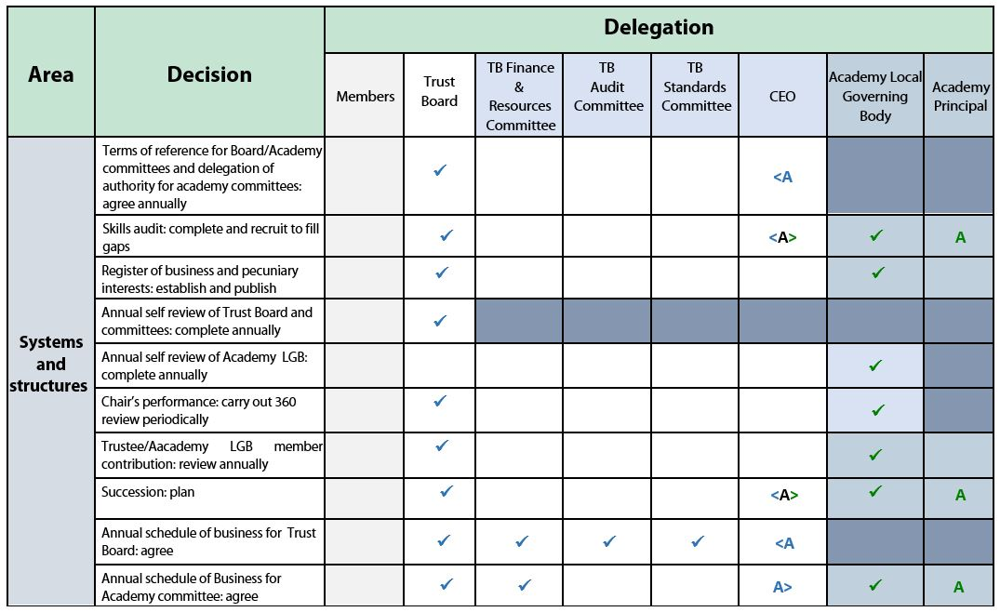 Area
Decision
Delegation
Members
Trust
Board
TB Finance
&
Resources
Committee
TB
Audit
Committee
TB
Standards
Committee
CEO
Academy Local
Governing
Body
Academy
Principal
Systems
and
structures
Terms of reference for Board/Academy
committees and delegation of
authority for academy committees:
agree annually
✓ <A
Skills audit: complete and recruit to fill
gaps
✓ <A> ✓ A
Register of business and pecuniary
interests: establish and publish
✓ ✓
Annual self review of Trust Board and
committees: complete annually
✓
Annual self review of Academy LGB:
complete annually
✓
Chair's performance: carry out 360
review periodically
✓ ✓
Trustee/Aacademy LGB member
contribution: review annually
✓ ✓
Succession: plan
✓ <A> ✓ A
Annual schedule of business for Trust
Board: agree
✓ ✓ ✓ ✓ <A
Annual schedule of Business for
Academy committee: agree
✓ ✓ A> ✓ A